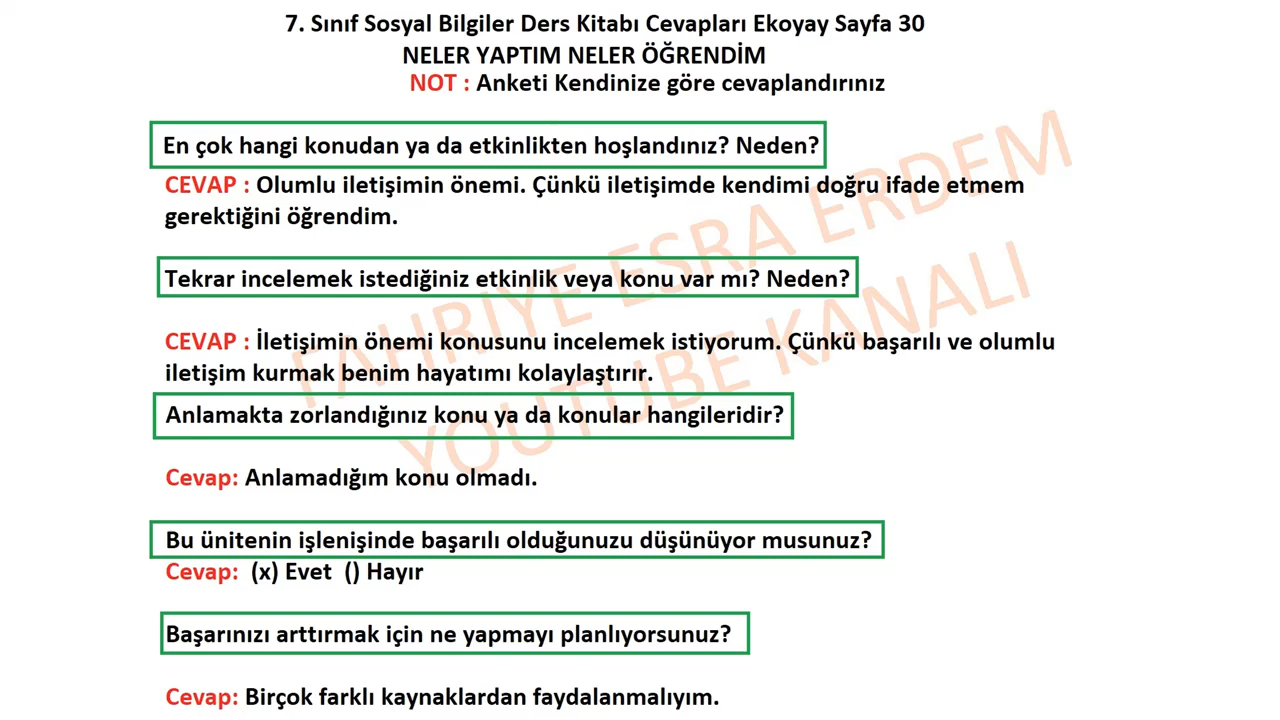 7. Sınıf Sosyal Bilgiler Ders Kitabı Cevapları Ekoyay Sayfa 30
NELER YAPTIM NELER ÖĞRENDİM
NOT : Anketi Kendinize göre cevaplandırınız
En çok hangi konudan ya da etkinlikten hoşlandınız? Neden?
CEVAP : Olumlu iletişimin önemi. Çünkü iletişimde kendimi doğru ifade etmem
gerektiğini öğrendim.
Tekrar incelemek istediğiniz etkinlik veya konu var mı? Neden?
CEVAP : İletişimin önemi konusunu incelemek istiyorum. Çünkü başarılı ve olumlu
iletişim kurmak benim hayatımı kolaylaştırır.
Anlamakta zorlandığınız konu ya da konular hangileridir?
Cevap: Anlamadığım konu olmadı.
Bu ünitenin işlenişinde başarılı olduğunuzu düşünüyor musunuz?
Cevap: (x) Evet () Hayır
Başarınızı arttırmak için ne yapmayı planlıyorsunuz?
Cevap: Birçok farklı kaynaklardan faydalanmalıyım.
FAHRİYE ESRA ERDEM
YOUTUBE KANALI